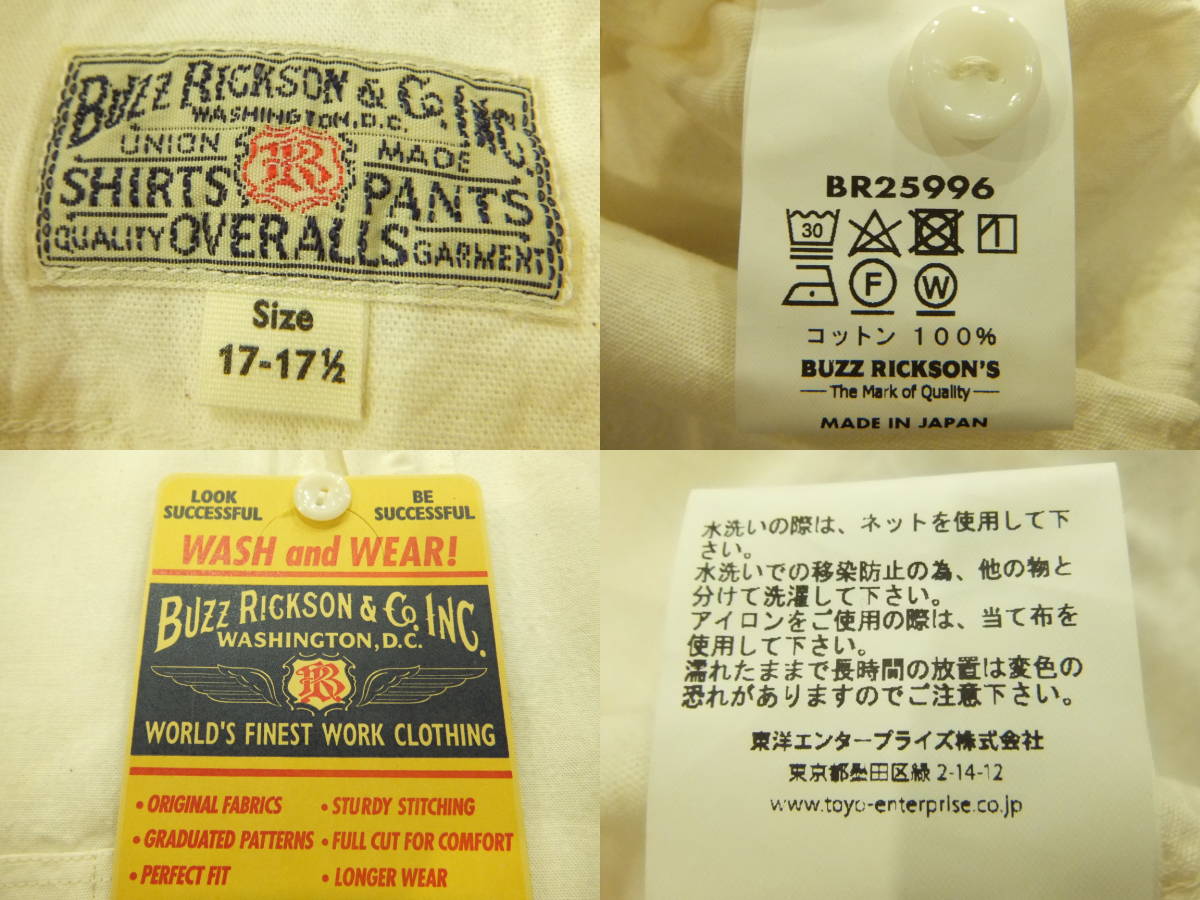 BUZZ RICKSON & Co. INC.
WASHINGTON, D.C.
UNION MADE
BR
SHIRTS PANTS
QUALITY OVERALLS GARMENT
Size
17-17½
BR25996
30
F W
コットン 100%
BUZZ RICKSON'S
The Mark of Quality
MADE IN JAPAN
LOOK SUCCESSFUL
BE SUCCESSFUL
WASH and WEAR!
BUZZ RICKSON & Co. INC.
WASHINGTON, D.C.
BR
WORLD'S FINEST WORK CLOTHING
• ORIGINAL FABRICS • STURDY STITCHING
• GRADUATED PATTERNS • FULL CUT FOR COMFORT
• PERFECT FIT • LONGER WEAR
水洗いの際は、ネットを使用して下
さい。
水洗いでの移染防止の為、他の物と
分けて洗濯して下さい。
アイロンをご使用の際は、当て布を
使用して下さい。
濡れたままで長時間の放置は変色の
恐れがありますのでご注意下さい。
東洋エンタープライズ株式会社
東京都墨田区緑 2-14-12
www.toyo-enterprise.co.jp